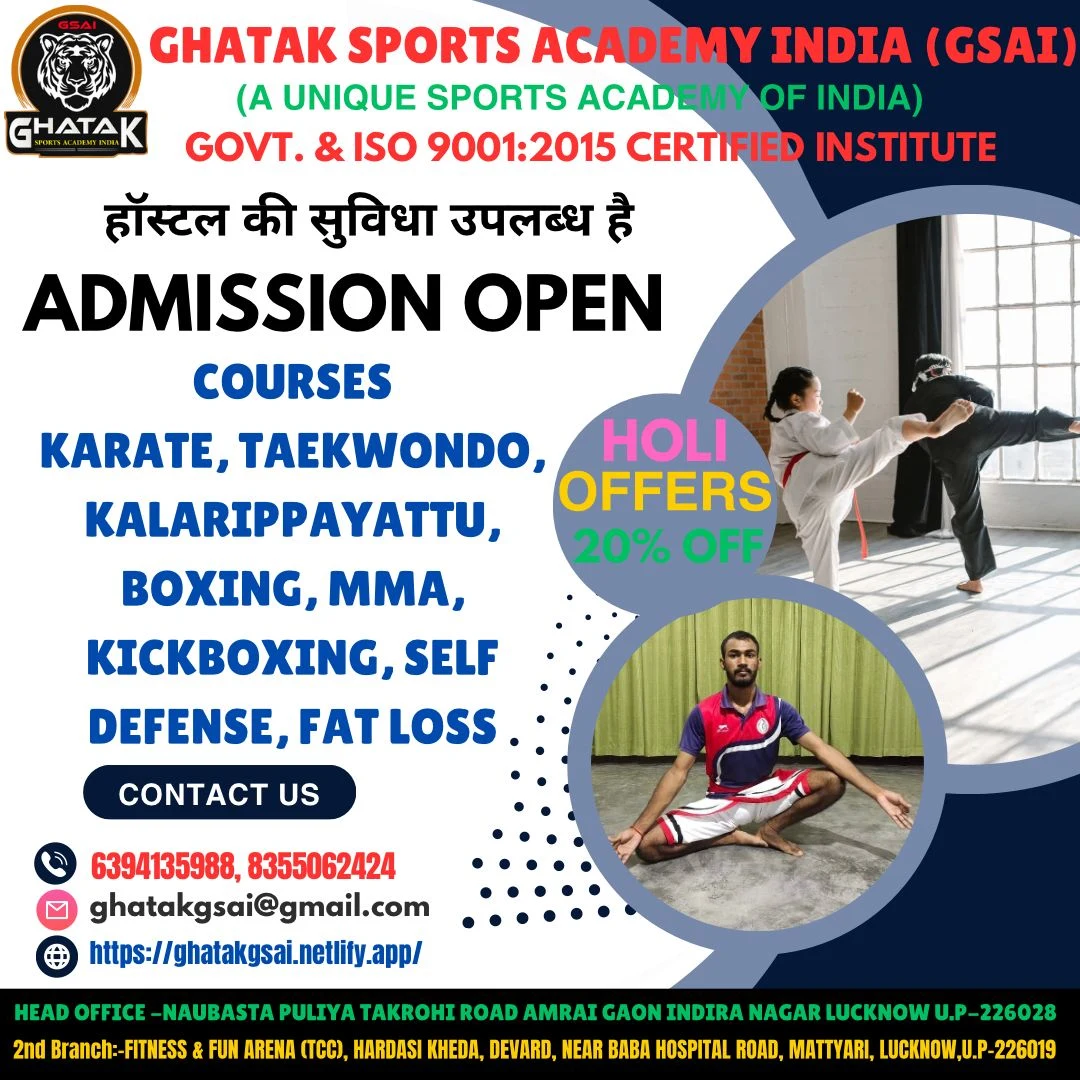 GSAI
GHATAK
SPORTS ACADEMY INDIA
GHATAK SPORTS ACADEMY INDIA (GSAI)
(A UNIQUE SPORTS ACADEMY OF INDIA)
GOVT. & ISO 9001:2015 CERTIFIED INSTITUTE
हॉस्टल की सुविधा उपलब्ध है
ADMISSION OPEN
COURSES
KARATE, TAEKWONDO,
KALARIPPAYATTU,
BOXING, MMA,
KICKBOXING, SELF
DEFENSE, FAT LOSS
HOLI
OFFERS
20% OFF
CONTACT US
6394135988, 8355062424
ghatakgsai@gmail.com
https://ghatakgsai.netlify.app/
HEAD OFFICE -NAUBASTA PULIYA TAKROHI ROAD AMRAI GAON INDIRA NAGAR LUCKNOW U.P-226028
2nd Branch:-FITNESS & FUN ARENA (TCC), HARDASI KHEDA, DEVARD, NEAR BABA HOSPITAL ROAD, MATTYARI, LUCKNOW,U.P-226019